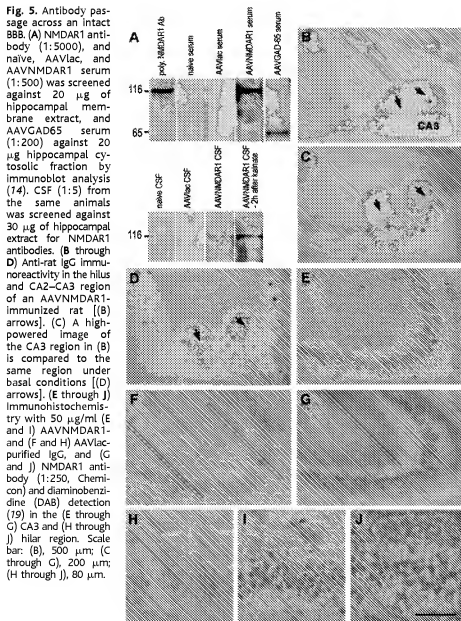 Fig. 5. Antibody pas-
sage across an intact
BBB. (A) NMDAR1 anti-
body (1:5000), and
naïve, AAVlac, and
AAVNMDAR1 serum
(1:500) was screened
against 20 μg of
hippocampal mem-
brane extract, and
AAVGAD65 serum
(1:200) against 20
μg hippocampal cy-
tosolic fraction by
immunoblot analysis
(14). CSF (1:5) from
the same animals
was screened against
30 μg of hippocampal
extract for NMDAR1
antibodies. (B through
D) Anti-rat IgG immu-
noreactivity in the hilus
and CA2–CA3 region
of an AAVNMDAR1-
immunized rat [(B)
arrows]. (C) A high-
powered image of
the CA3 region in (B)
is compared to the
same region under
basal conditions [(D)
arrows]. (E through J)
Immunohistochemis-
try with 50 μg/ml (E
and I) AAVNMDAR1-
and (F and H) AAVlac-
purified IgG, and (G
and J) NMDAR1 anti-
body (1:250, Chemi-
con) and diaminobenzi-
dine (DAB) detection
(19) in the (E through
G) CA3 and (H through
J) hilar region. Scale
bar: (B), 500 μm; (C
through G), 200 μm;
(H through J), 80 μm.
A
poly. NMDAR1 Ab
naïve serum
AAVlac serum
AAVNMDAR1 serum
AAVGAD-65 serum
116
65
naïve CSF
AAVlac CSF
AAVNMDAR1 CSF
AAVNMDAR1 CSF
- 2h after kainate
116
B
CA3
C
D
E
F
G
H
I
J